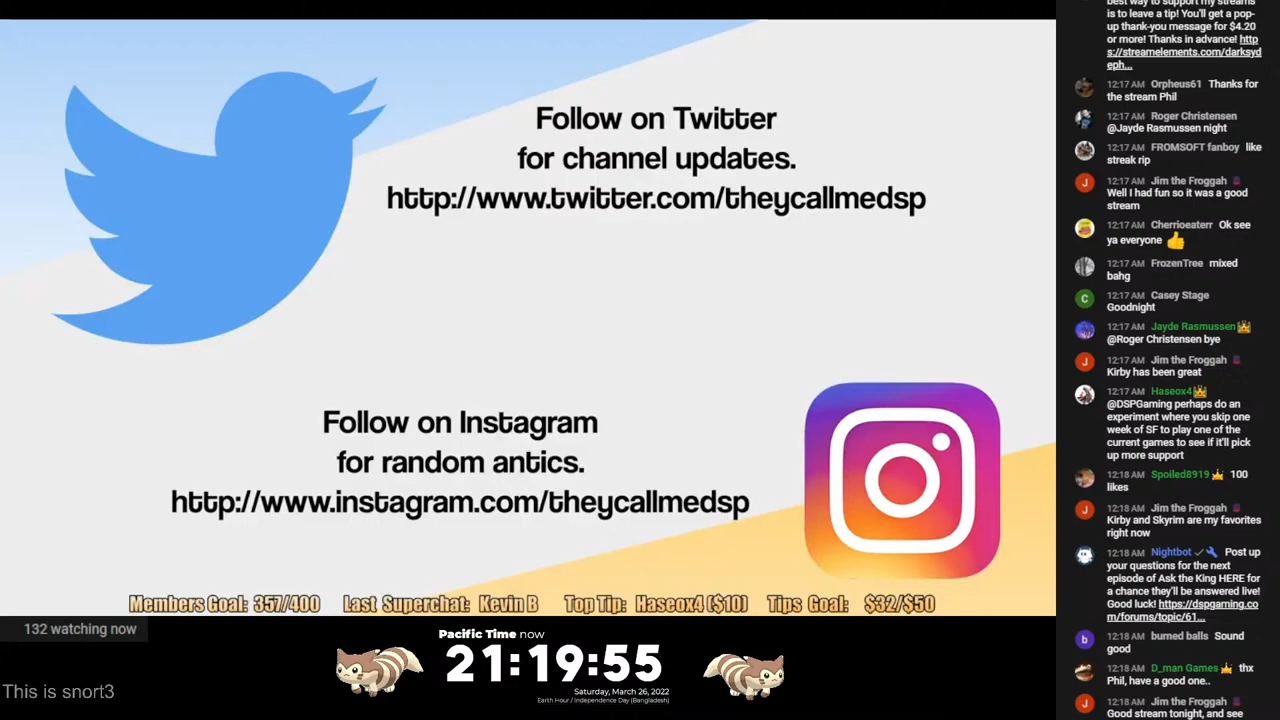 Follow on Twitter
for channel updates.
http://www.twitter.com/theycallmedsp
Follow on Instagram
for random antics.
http://www.instagram.com/theycallmedsp
Members Goal: 357/400 Last Superchat: Kevin B Top Tip: Haseox4 ($10) Tips Goal: $32/$50
132 watching now
Pacific Time now
21:19:55
Saturday, March 26, 2022
Earth Hour / Independence Day (Bangladesh)
This is snort3
best way to support my streams
is to leave a tip! You'll get a pop-
up thank-you message for $4.20
or more! Thanks in advance! http
s://streamelements.com/darksyd
eph...
12:17 AM Orpheus61 Thanks for
the stream Phil
12:17 AM Roger Christensen
@Jayde Rasmussen night
12:17 AM FROMSOFT fanboy like
streak rip
12:17 AM Jim the Froggah
Well I had fun so it was a good
stream
12:17 AM Cherrioeaterr Ok see
ya everyone
12:17 AM FrozenTree mixed
bahg
12:17 AM Casey Stage
Goodnight
12:17 AM Jayde Rasmussen
@Roger Christensen bye
12:17 AM Jim the Froggah
Kirby has been great
12:17 AM Haseox4
@DSPGaming perhaps do an
experiment where you skip one
week of SF to play one of the
current games to see if it'll pick
up more support
12:18 AM Spoiled8919 100
likes
12:18 AM Jim the Froggah
Kirby and Skyrim are my favorites
right now
12:18 AM Nightbot Post up
your questions for the next
episode of Ask the King HERE for
a chance they'll be answered live!
Good luck! https://dspgaming.co
m/forums/topic/61...
12:18 AM burned balls Sound
good
12:18 AM D_man Games thx
Phil, have a good one..
12:18 AM Jim the Froggah
Good stream tonight, and see